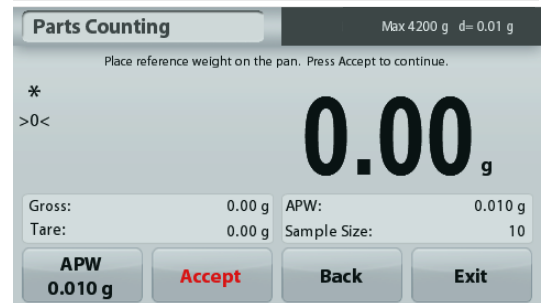 Parts Counting
Max 4200 g d= 0.01 g
Place reference weight on the pan. Press Accept to continue.
*
>0<
0.00 g
Gross: 0.00 g APW: 0.010 g
Tare: 0.00 g Sample Size: 10
APW
0.010 g
Accept
Back
Exit